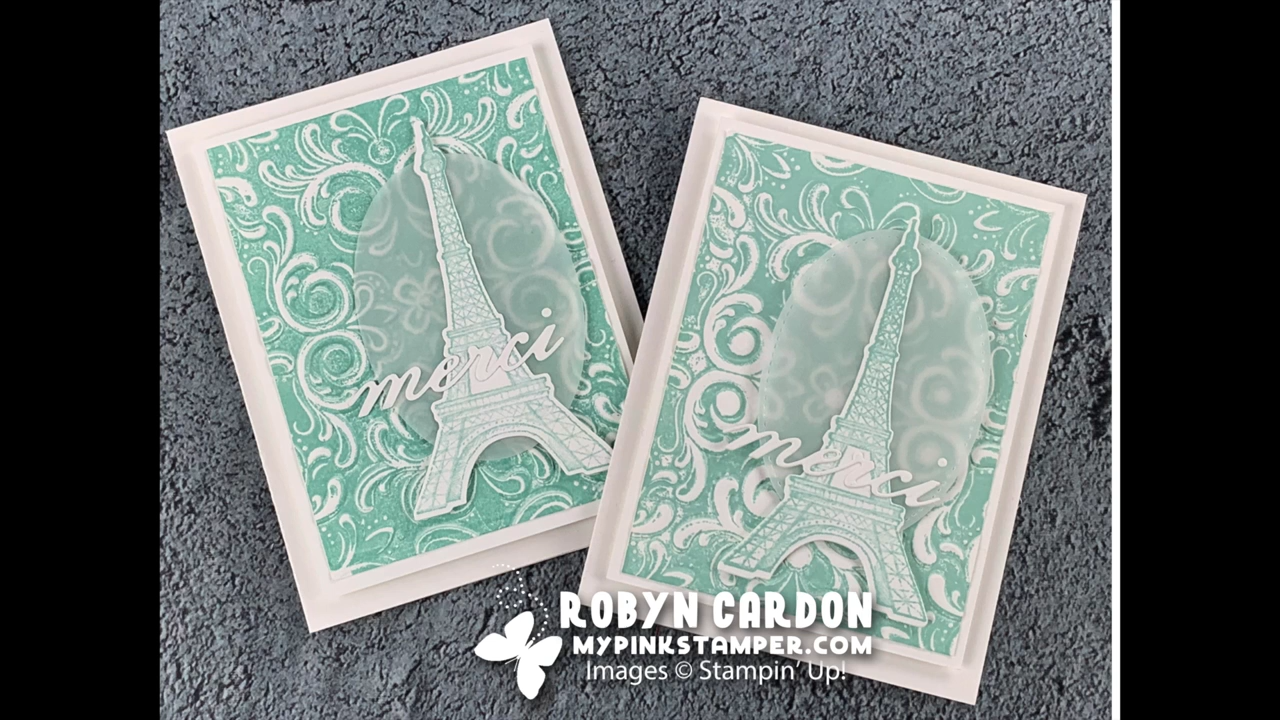 merci
merci
ROBYN CARDON
MYPINKSTAMPER.COM
Images © Stampin' Up!